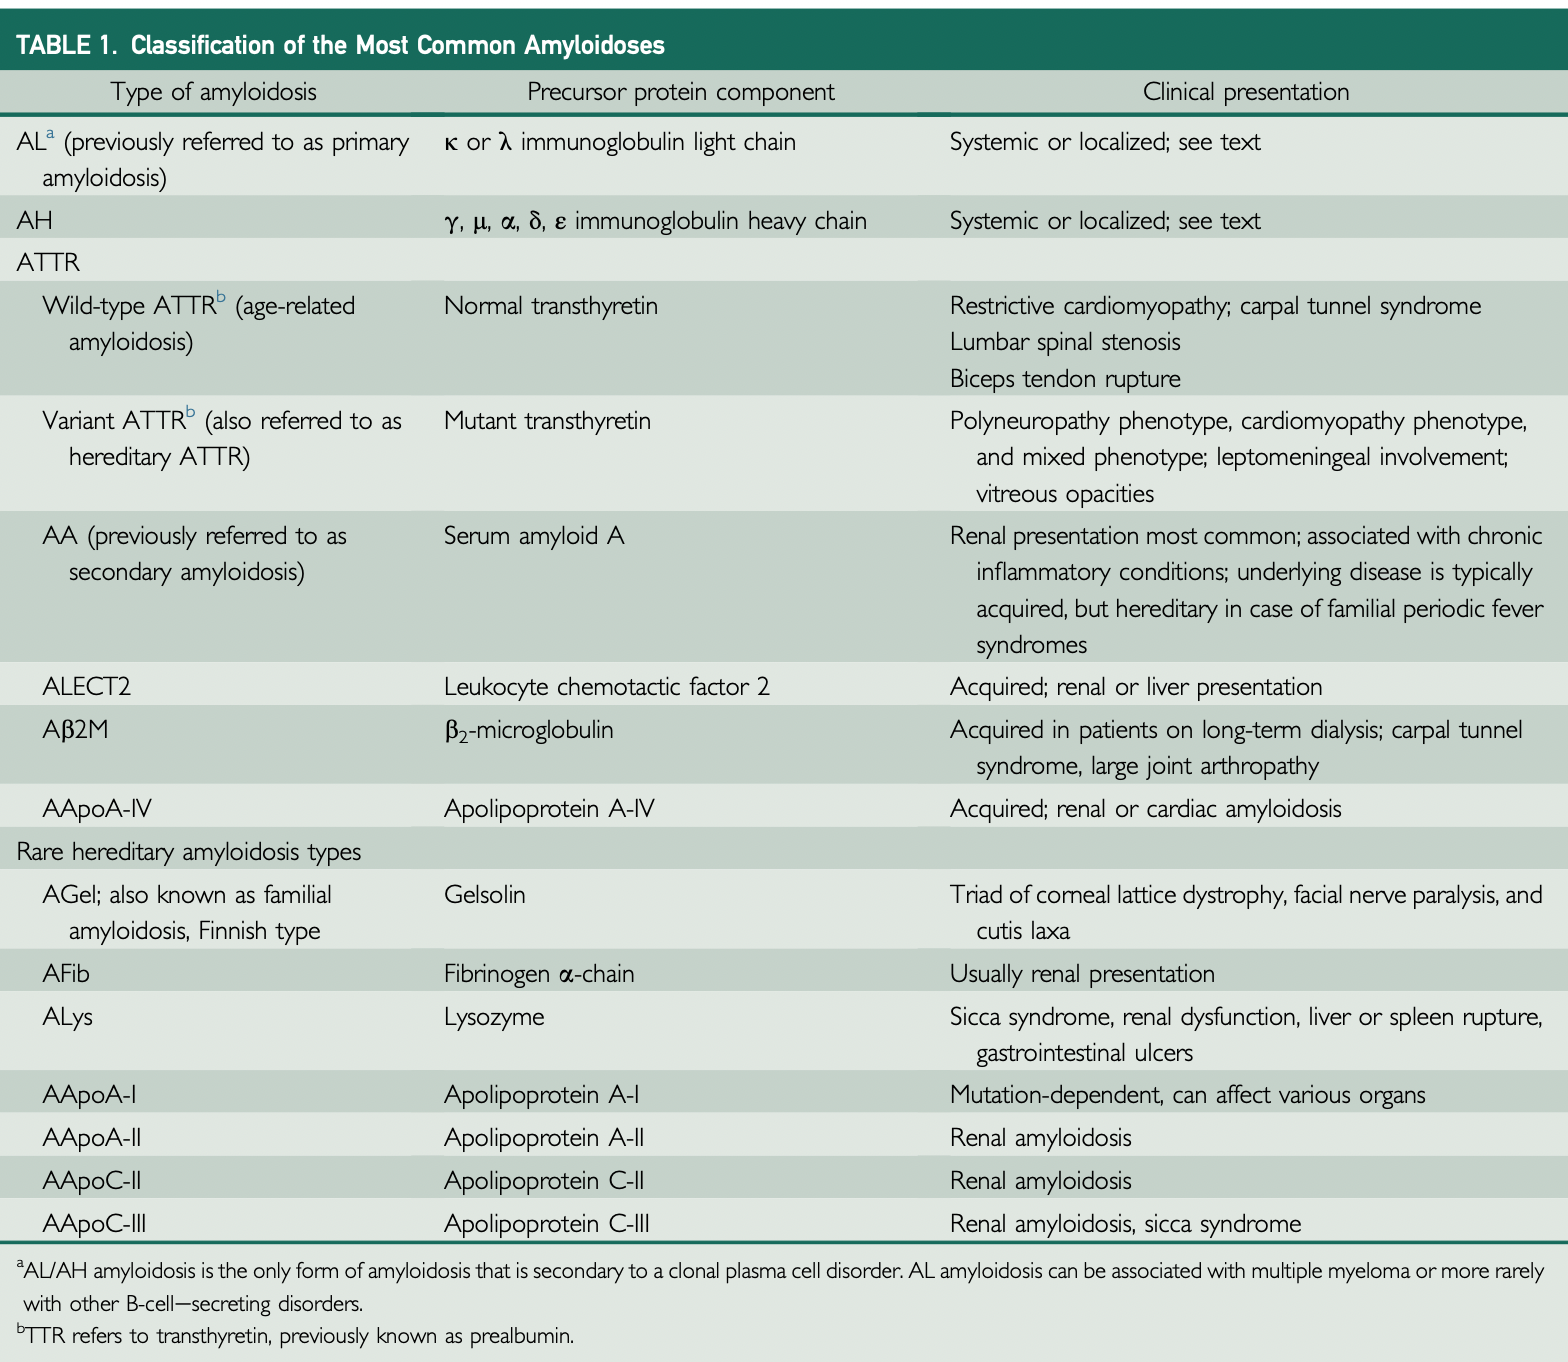 TABLE 1. Classification of the Most Common Amyloidoses
Type of amyloidosis Precursor protein component Clinical presentation
ALa (previously referred to as primary κ or λ immunoglobulin light chain Systemic or localized; see text
amyloidosis)
AH γ, μ, α, δ, ε immunoglobulin heavy chain Systemic or localized; see text
ATTR
Wild-type ATTRb (age-related Normal transthyretin Restrictive cardiomyopathy; carpal tunnel syndrome
amyloidosis) Lumbar spinal stenosis
Biceps tendon rupture
Variant ATTRb (also referred to as Mutant transthyretin Polyneuropathy phenotype, cardiomyopathy phenotype,
hereditary ATTR) and mixed phenotype; leptomeningeal involvement;
vitreous opacities
AA (previously referred to as Serum amyloid A Renal presentation most common; associated with chronic
secondary amyloidosis) inflammatory conditions; underlying disease is typically
acquired, but hereditary in case of familial periodic fever
syndromes
ALECT2 Leukocyte chemotactic factor 2 Acquired; renal or liver presentation
Aβ2M β2-microglobulin Acquired in patients on long-term dialysis; carpal tunnel
syndrome, large joint arthropathy
AApoA-IV Apolipoprotein A-IV Acquired; renal or cardiac amyloidosis
Rare hereditary amyloidosis types
AGel; also known as familial Gelsolin Triad of corneal lattice dystrophy, facial nerve paralysis, and
amyloidosis, Finnish type cutis laxa
AFib Fibrinogen α-chain Usually renal presentation
ALys Lysozyme Sicca syndrome, renal dysfunction, liver or spleen rupture,
gastrointestinal ulcers
AApoA-I Apolipoprotein A-I Mutation-dependent, can affect various organs
AApoA-II Apolipoprotein A-II Renal amyloidosis
AApoC-II Apolipoprotein C-II Renal amyloidosis
AApoC-III Apolipoprotein C-III Renal amyloidosis, sicca syndrome
aAL/AH amyloidosis is the only form of amyloidosis that is secondary to a clonal plasma cell disorder. AL amyloidosis can be associated with multiple myeloma or more rarely
with other B-cell–secreting disorders.
bTTR refers to transthyretin, previously known as prealbumin.